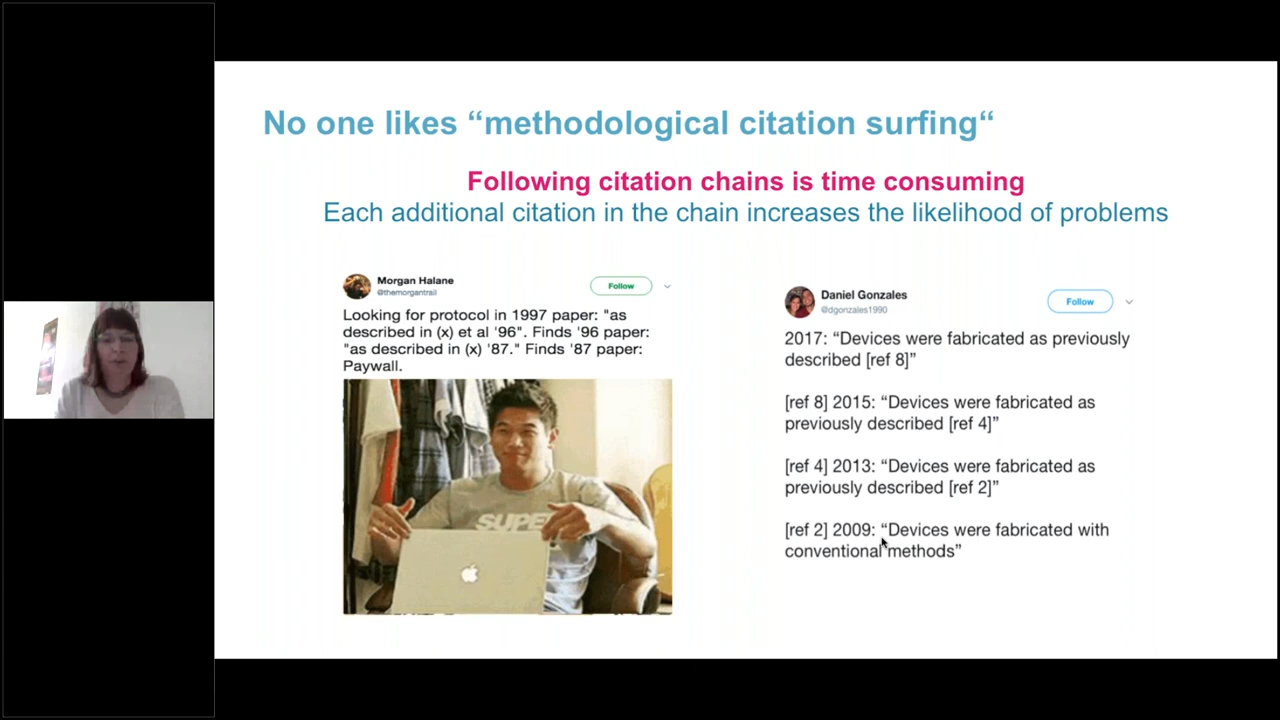 No one likes “methodological citation surfing“
Following citation chains is time consuming
Each additional citation in the chain increases the likelihood of problems
Morgan Halane
@themorgantrail
Follow
Looking for protocol in 1997 paper: "as
described in (x) et al '96". Finds '96 paper:
"as described in (x) '87." Finds '87 paper:
Paywall.
SUPE
Daniel Gonzales
@dgonzales1990
Follow
2017: “Devices were fabricated as previously
described [ref 8]”
[ref 8] 2015: “Devices were fabricated as
previously described [ref 4]”
[ref 4] 2013: “Devices were fabricated as
previously described [ref 2]”
[ref 2] 2009: “Devices were fabricated with
conventional methods”